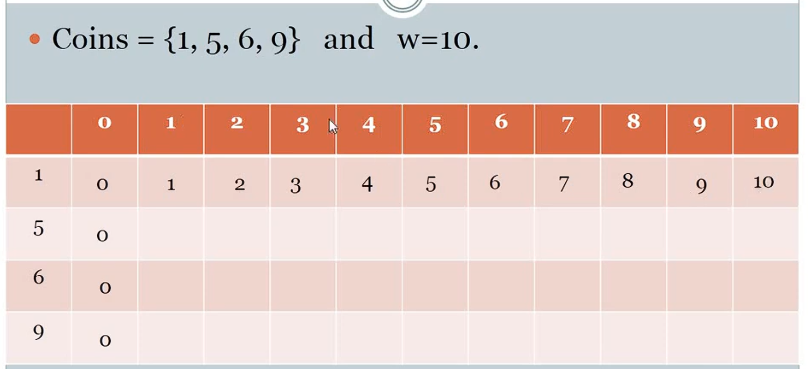 Coins = {1, 5, 6, 9} and w=10.
0 1 2 3 4 5 6 7 8 9 10
1 0 1 2 3 4 5 6 7 8 9 10
5 0
6 0
9 0